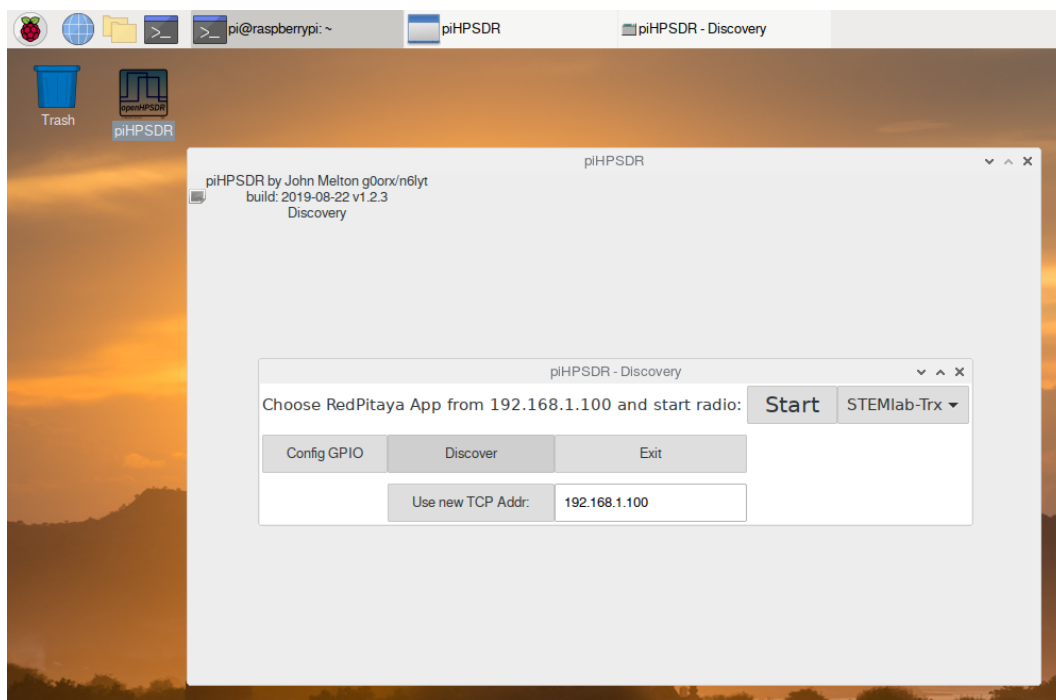 pi@raspberrypi: ~
piHPSDR
piHPSDR - Discovery
Trash
openHPSDR
piHPSDR
piHPSDR
piHPSDR by John Melton g0orx/n6lyt
build: 2019-08-22 v1.2.3
Discovery
piHPSDR - Discovery
Choose RedPitaya App from 192.168.1.100 and start radio: Start STEMlab-Trx
Config GPIO Discover Exit
Use new TCP Addr: 192.168.1.100